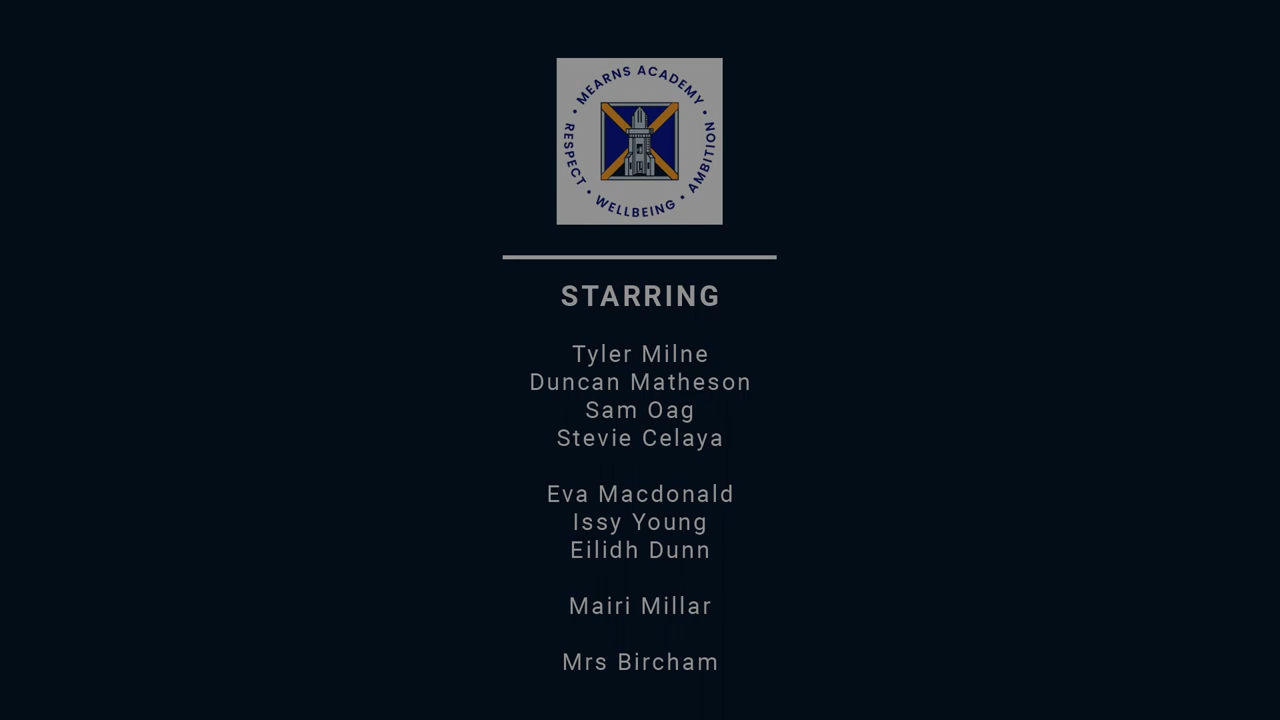 MEARNS ACADEMY
RESPECT • WELLBEING • AMBITION
STARRING
Tyler Milne
Duncan Matheson
Sam Oag
Stevie Celaya
Eva Macdonald
Issy Young
Eilidh Dunn
Mairi Millar
Mrs Bircham